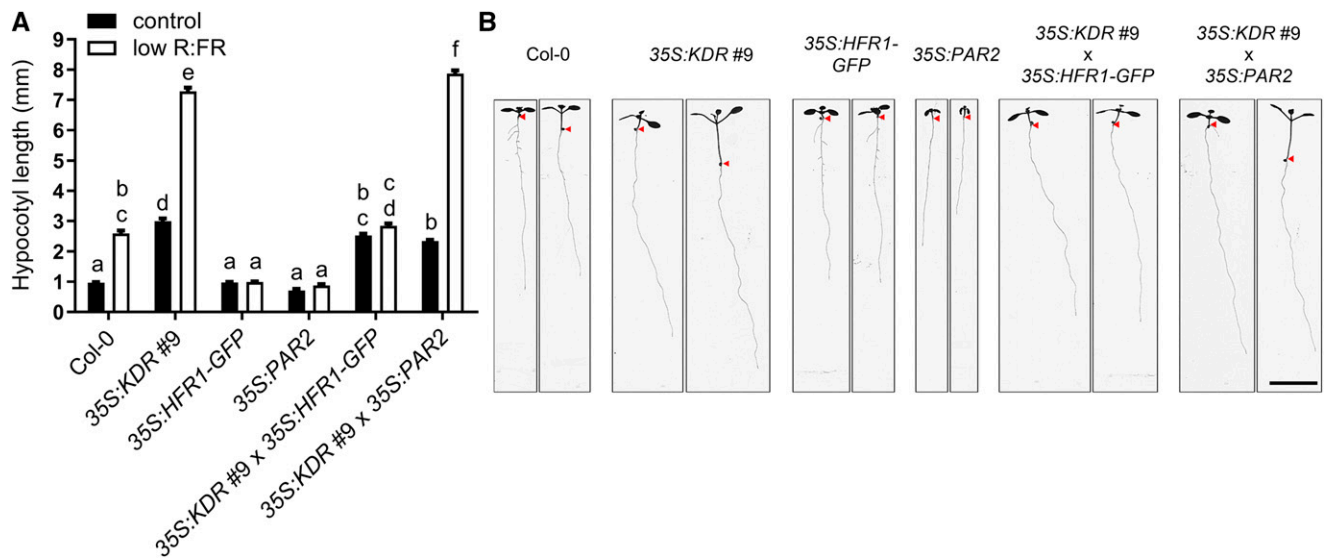 A
control
low R:FR
Hypocotyl length (mm)
9
8
7
6
5
4
3
2
1
0
a
b
c
d
e
a
a
a
a
b
c
c
d
b
f
Col-0
35S:KDR #9
35S:HFR1-GFP
35S:PAR2
35S:KDR #9 x 35S:HFR1-GFP
35S:KDR #9 x 35S:PAR2
B
Col-0
35S:KDR #9
35S:HFR1-
GFP
35S:PAR2
35S:KDR #9
x
35S:HFR1-GFP
35S:KDR #9
x
35S:PAR2